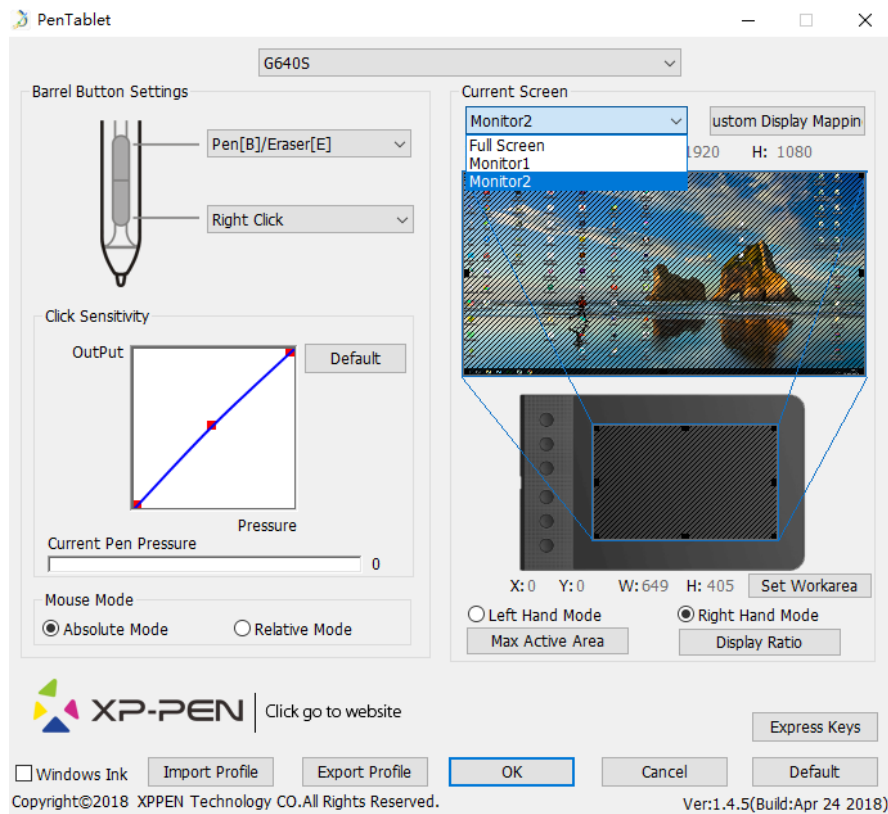 PenTablet
G640S
Barrel Button Settings
Pen[B]/Eraser[E]
Right Click
Click Sensitivity
OutPut
Default
Pressure
Current Pen Pressure
0
Mouse Mode
Absolute Mode
Relative Mode
Current Screen
Monitor2
ustom Display Mappin
Full Screen
Monitor1
Monitor2
1920 H: 1080
X: 0 Y: 0 W: 649 H: 405 Set Workarea
Left Hand Mode
Right Hand Mode
Max Active Area
Display Ratio
XP-PEN
Click go to website
Express Keys
Windows Ink
Import Profile
Export Profile
OK
Cancel
Default
Copyright©2018 XPPEN Technology CO.All Rights Reserved.
Ver:1.4.5(Build:Apr 24 2018)